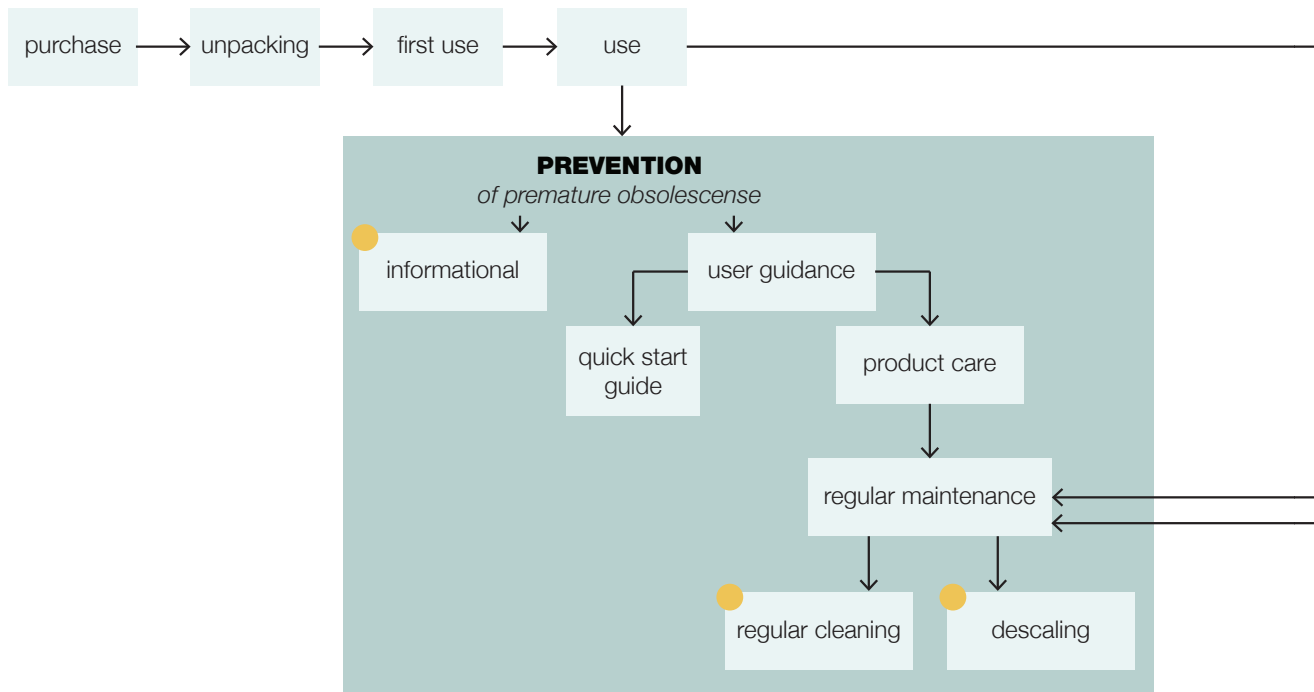 purchase
unpacking
first use
use
PREVENTION
of premature obsolescense
informational
user guidance
quick start
guide
product care
regular maintenance
regular cleaning
descaling